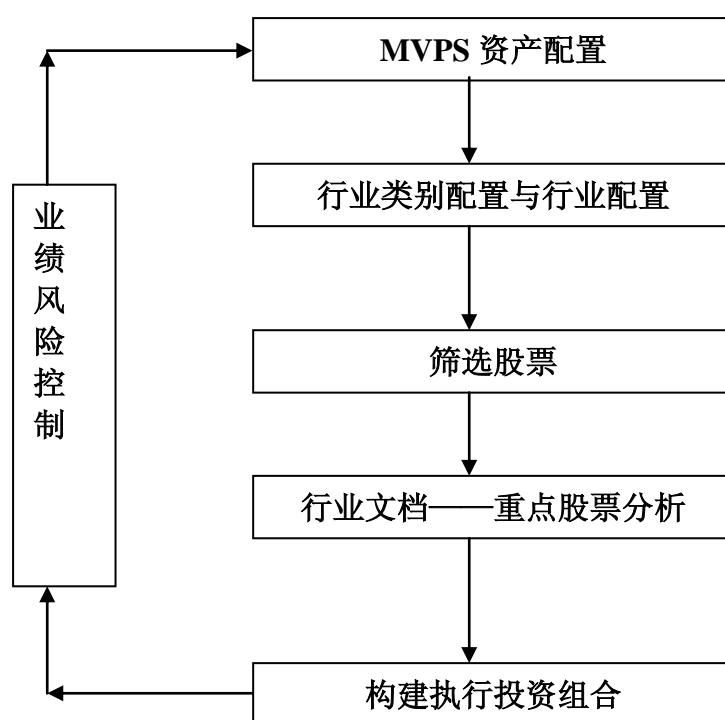 MVPS 资产配置
行业类别配置与行业配置
筛选股票
行业文档——重点股票分析
构建执行投资组合
业
绩
风
险
控
制